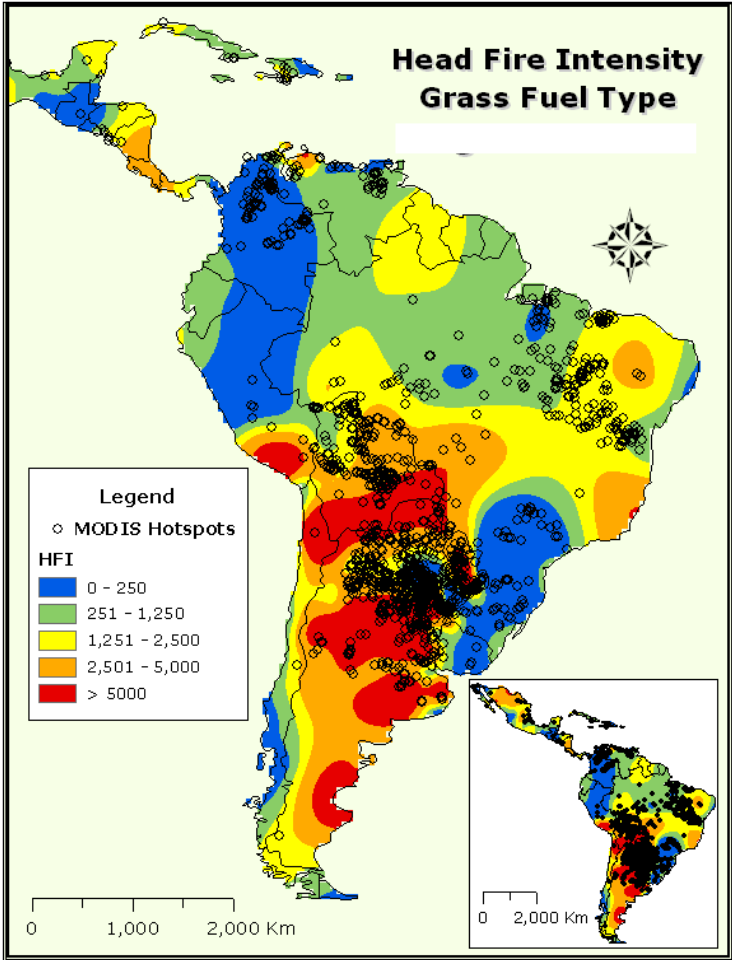 Head Fire Intensity
Grass Fuel Type
Legend
MODIS Hotspots
HFI
0 - 250
251 - 1,250
1,251 - 2,500
2,501 - 5,000
> 5000
0 1,000 2,000 Km
0 2,000 Km